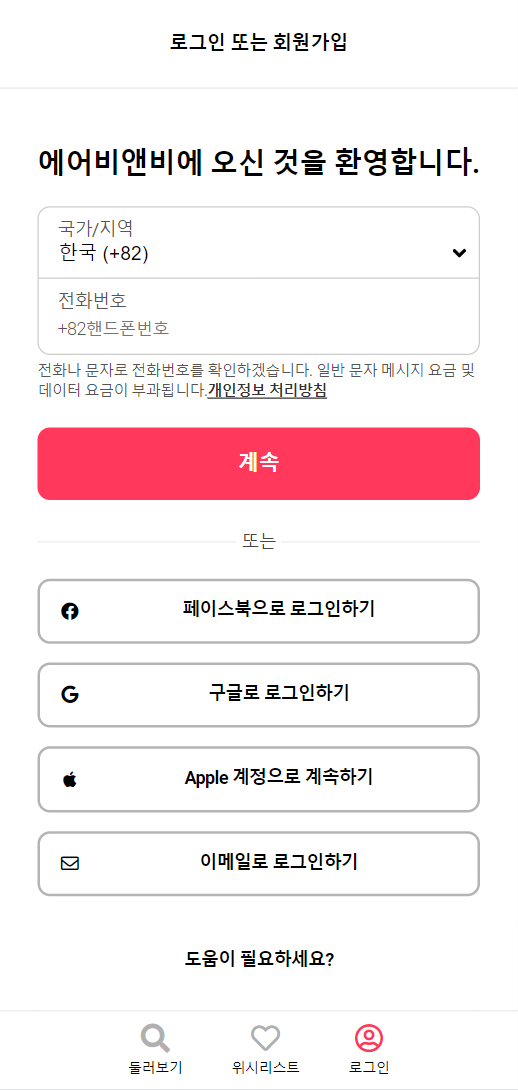 로그인 또는 회원가입
에어비앤비에 오신 것을 환영합니다.
국가/지역
한국 (+82)
전화번호
+82핸드폰번호
전화나 문자로 전화번호를 확인하겠습니다. 일반 문자 메시지 요금 및
데이터 요금이 부과됩니다.개인정보 처리방침
계속
또는
페이스북으로 로그인하기
구글로 로그인하기
Apple 계정으로 계속하기
이메일로 로그인하기
도움이 필요하세요?
둘러보기 위시리스트 로그인